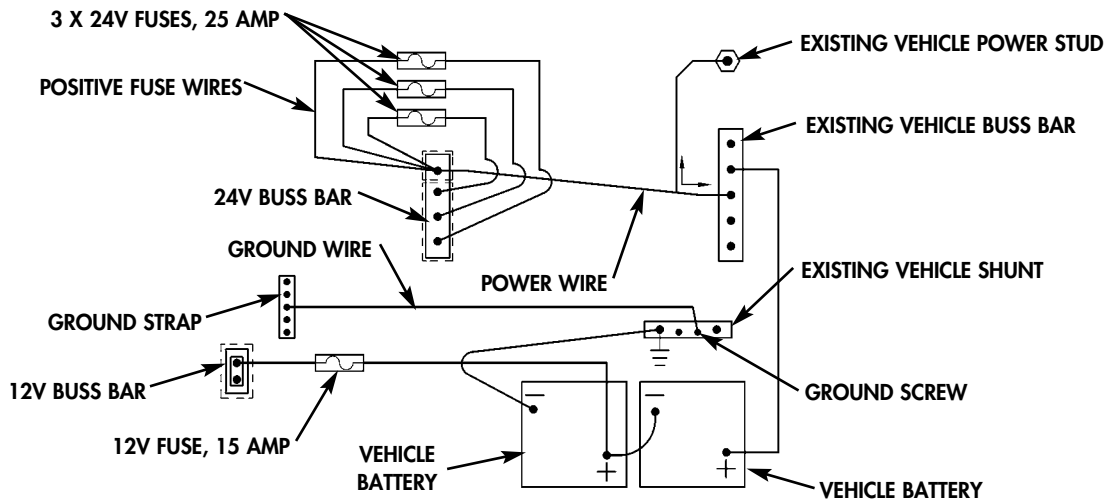 3 X 24V FUSES, 25 AMP
EXISTING VEHICLE POWER STUD
POSITIVE FUSE WIRES
EXISTING VEHICLE BUSS BAR
24V BUSS BAR
GROUND WIRE
POWER WIRE
EXISTING VEHICLE SHUNT
GROUND STRAP
12V BUSS BAR
GROUND SCREW
12V FUSE, 15 AMP
VEHICLE
BATTERY
VEHICLE BATTERY
− +
− +